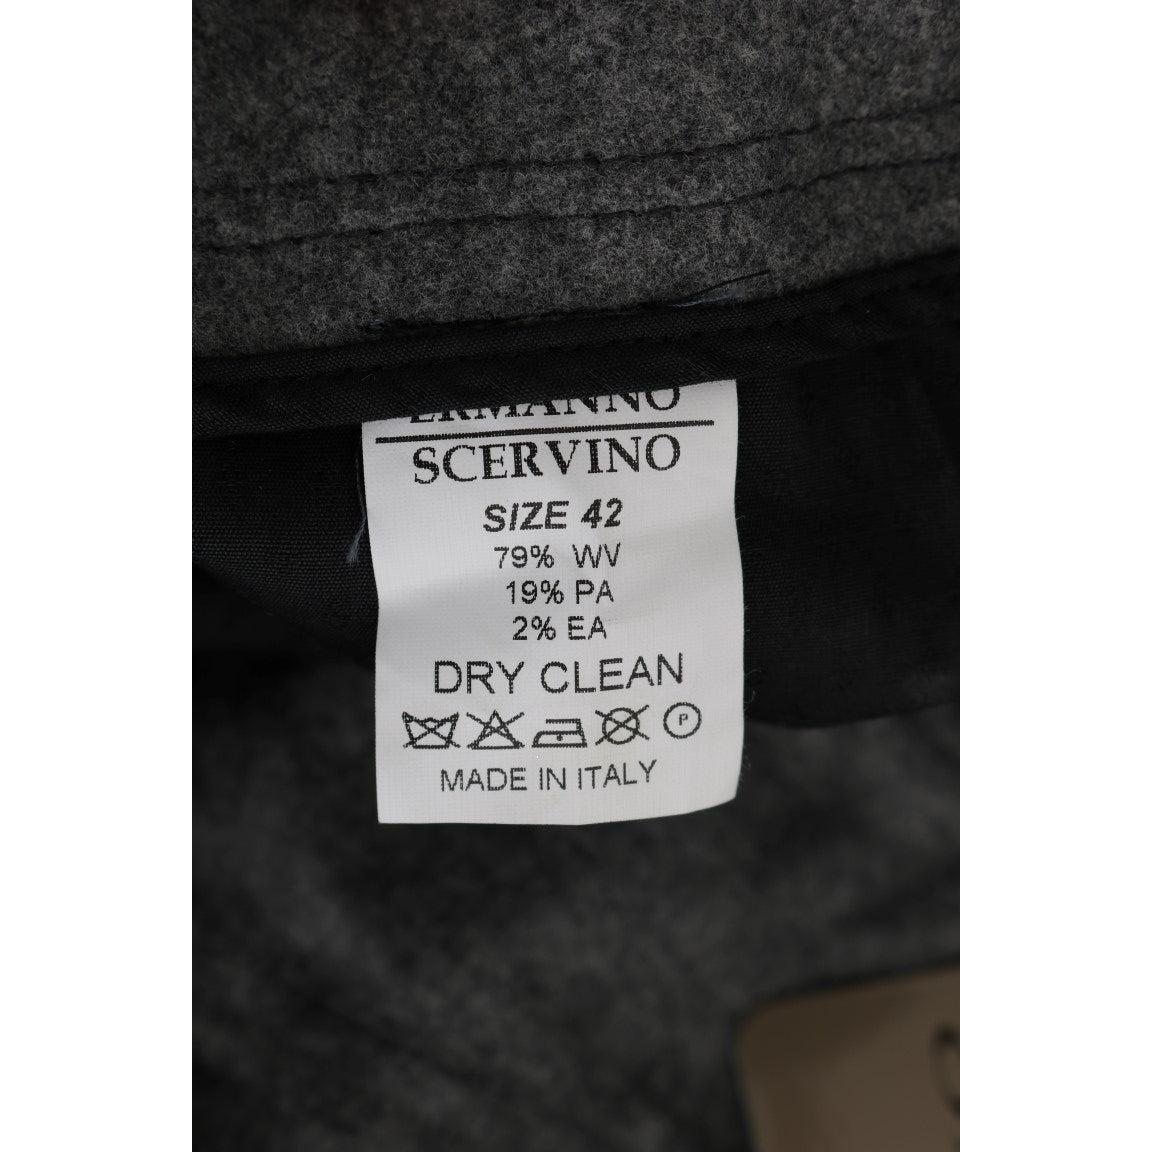 ERMANNO
SCERVINO
SIZE 42
79% WV
19% PA
2% EA
DRY CLEAN
P
MADE IN ITALY